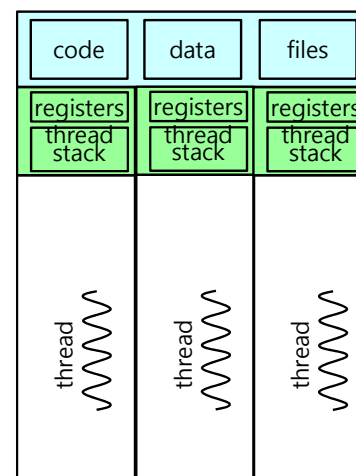 code data files
registers registers registers
thread thread thread
stack stack stack
thread thread thread